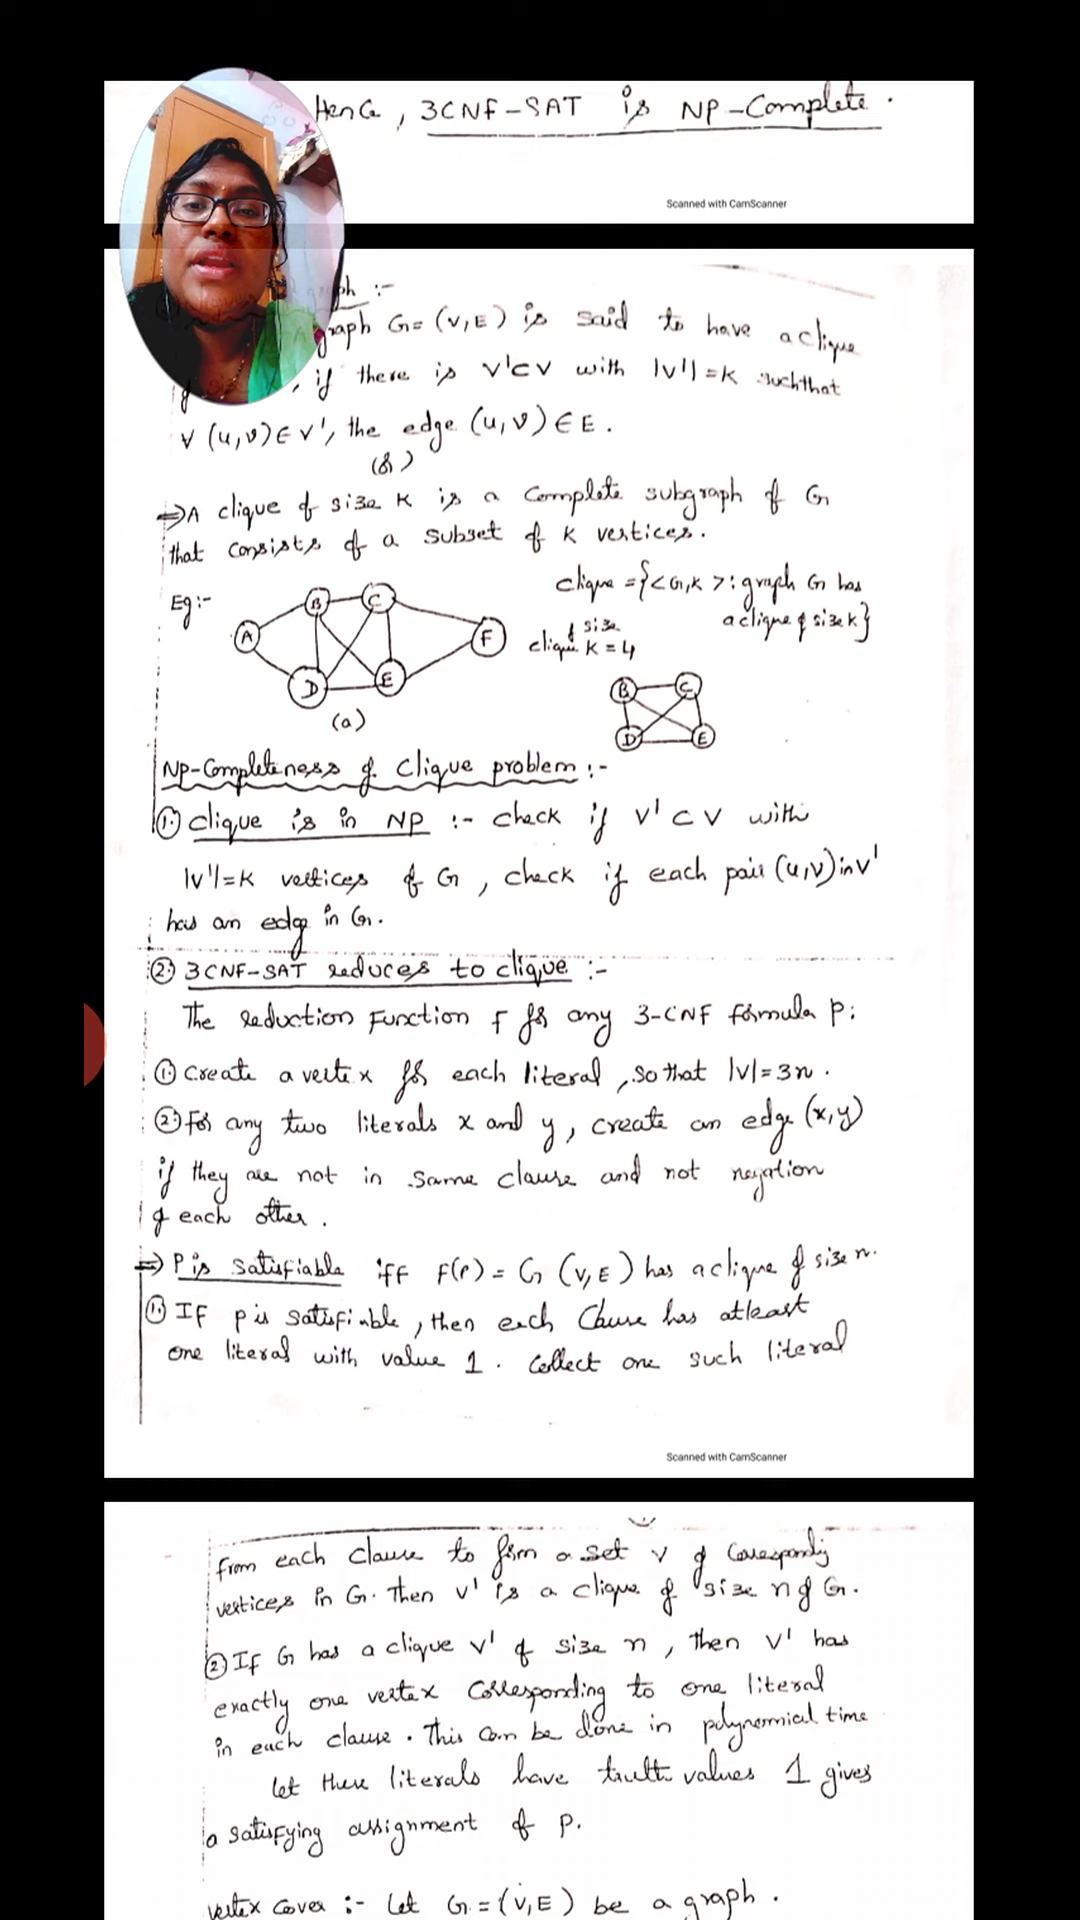 Hence, 3CNF-SAT is NP-Complete.
Scanned with CamScanner
ph :-
graph G=(V,E) is said to have a clique
, if there is V'⊂V with |V'|=K such that
∀ (u,v)∈V', the edge (u,v)∈E.
(or)
⇒A clique of size K is a Complete subgraph of G
that consists of a subset of K vertices.
Eg:-
clique = {<G,K>: graph G has
a clique of size K}
A B C D E F
(a)
clique of size K = 4
B C
D E
NP-Completeness of Clique problem :-
① clique is in NP :- check if V'⊂V with
|V'|=K vertices of G, check if each pair (u,v) in V'
has an edge in G.
② 3CNF-SAT reduces to clique :-
The reduction Function F for any 3-CNF formula P:
① Create a vertex for each literal, so that |V|=3n.
② For any two literals x and y, create an edge (x,y)
if they are not in same clause and not negation
of each other.
⇒ P is satisfiable iff F(P) = G (V,E) has a clique of size n.
① If P is satisfiable, then each Clause has atleast
one literal with value 1. Collect one such literal
Scanned with CamScanner
from each clause to form a set V of Corresponding
vertices in G. Then V' is a clique of size n of G.
② If G has a clique V' of size n, then V' has
exactly one vertex Corresponding to one literal
in each clause. This can be done in polynomial time
Let these literals have truth values 1 gives
a satisfying assignment of P.
vertex cover :- Let G=(V,E) be a graph.